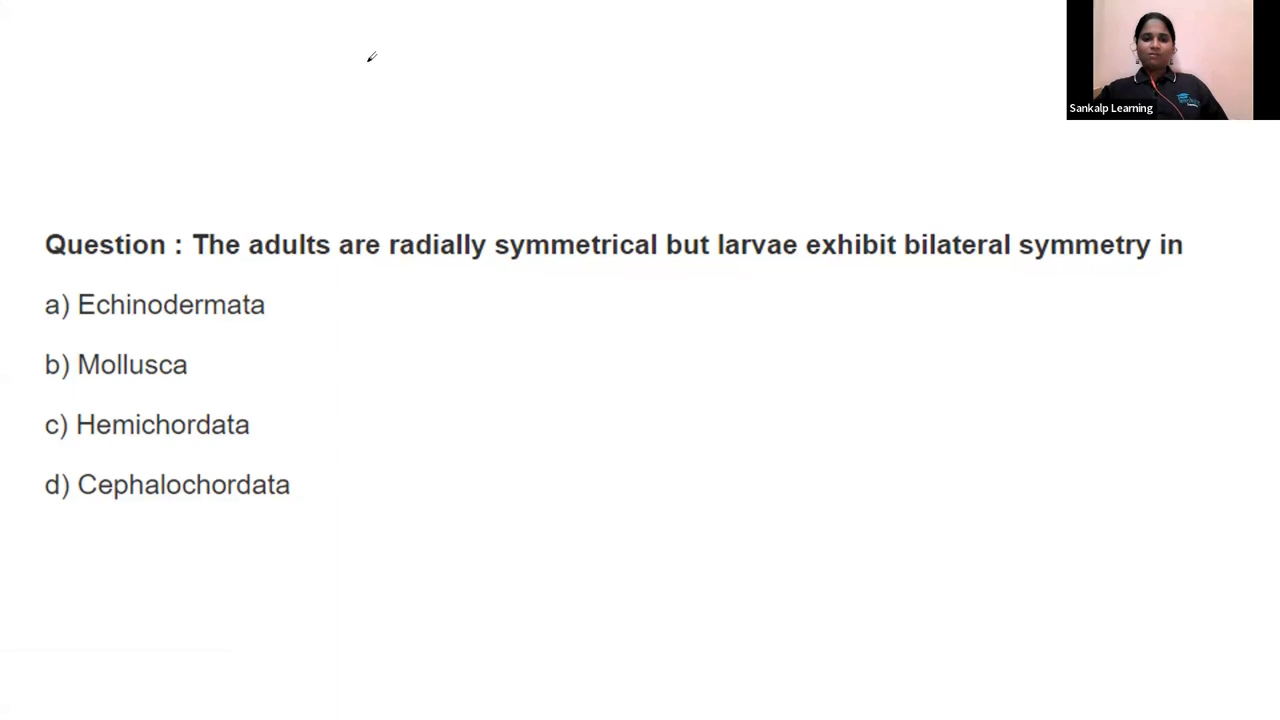 Sankalp Learning
Question : The adults are radially symmetrical but larvae exhibit bilateral symmetry in
a) Echinodermata
b) Mollusca
c) Hemichordata
d) Cephalochordata